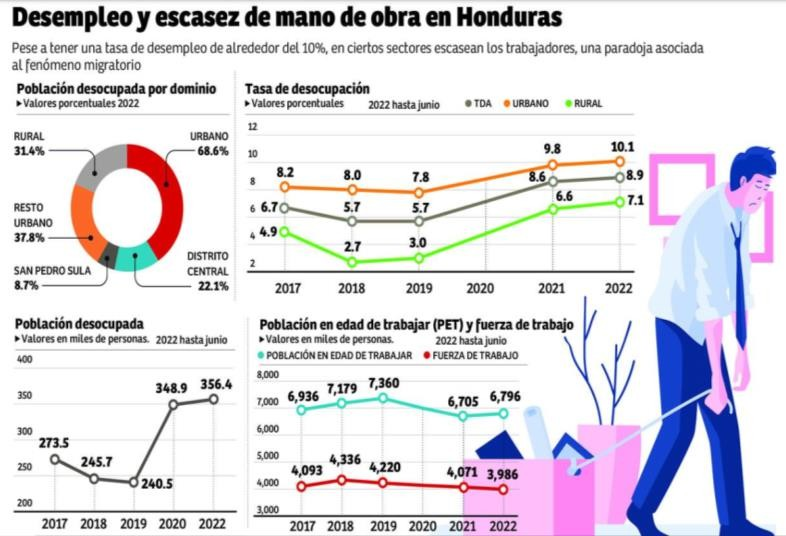 Desempleo y escasez de mano de obra en Honduras
Pese a tener una tasa de desempleo de alrededor del 10%, en ciertos sectores escasean los trabajadores, una paradoja asociada
al fenómeno migratorio
Población desocupada por dominio
▶Valores porcentuales 2022
RURAL
31.4%
URBANO
68.6%
RESTO
URBANO
37.8%
SAN PEDRO SULA
8.7%
DISTRITO
CENTRAL
22.1%
Tasa de desocupación
▶Valores porcentuales 2022 hasta junio TDA URBANO RURAL
12
10
8
6
4
2
8.2 8.0 7.8 9.8 10.1
6.7 5.7 5.7 8.6 8.9
4.9 2.7 3.0 6.6 7.1
2017 2018 2019 2020 2021 2022
Población desocupada
▶Valores en miles de personas. 2022 hasta junio
400
350
300
250
200
273.5 245.7 240.5 348.9 356.4
2017 2018 2019 2020 2022
Población en edad de trabajar (PET) y fuerza de trabajo
▶Valores en miles de personas. 2022 hasta junio
POBLACIÓN EN EDAD DE TRABAJAR FUERZA DE TRABAJO
8,000
7,000
6,000
5,000
4,000
3,000
6,936 7,179 7,360 6,705 6,796
4,093 4,336 4,220 4,071 3,986
2017 2018 2019 2020 2021 2022